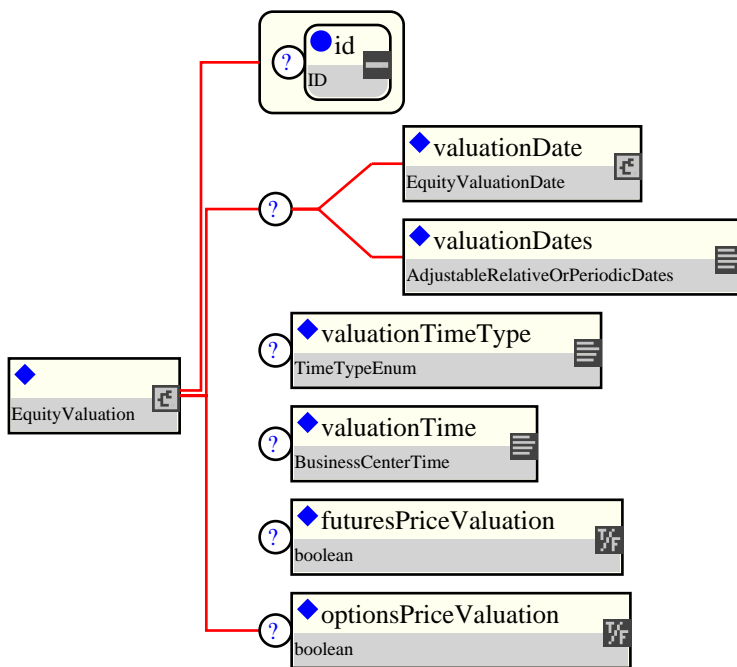 id
?
ID
valuationDate
EquityValuationDate
?
valuationDates
AdjustableRelativeOrPeriodicDates
valuationTimeType
?
TimeTypeEnum
EquityValuation
valuationTime
?
BusinessCenterTime
futuresPriceValuation
?
T/F
boolean
optionsPriceValuation
?
T/F
boolean